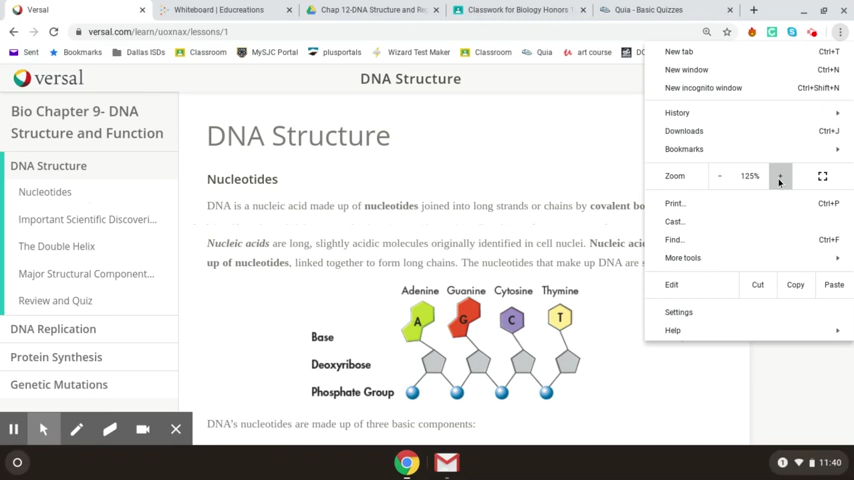 Versal
Whiteboard | Educreations
Chap 12-DNA Structure and Re
Classwork for Biology Honors
Quia - Basic Quizzes
versal.com/learn/uoxnax/lessons/1
Sent
Bookmarks
Dallas ISDs
Classroom
MySJC Portal
plusportals
Wizard Test Maker
Classroom
Quia
art course
versal
DNA Structure
Bio Chapter 9- DNA
Structure and Function
DNA Structure
Nucleotides
Important Scientific Discoveri...
The Double Helix
Major Structural Component...
Review and Quiz
DNA Replication
Protein Synthesis
Genetic Mutations
DNA Structure
Nucleotides
DNA is a nucleic acid made up of nucleotides joined into long strands or chains by covalent bo
Nucleic acids are long, slightly acidic molecules originally identified in cell nuclei. Nucleic aci
up of nucleotides, linked together to form long chains. The nucleotides that make up DNA are s
Adenine Guanine Cytosine Thymine
A G C T
Base
Deoxyribose
Phosphate Group
DNA's nucleotides are made up of three basic components:
New tab Ctrl+T
New window Ctrl+N
New incognito window Ctrl+Shift+N
History
Downloads Ctrl+J
Bookmarks
Zoom - 125% +
Print... Ctrl+P
Cast...
Find... Ctrl+F
More tools
Edit Cut Copy Paste
Settings
Help
1 11:40